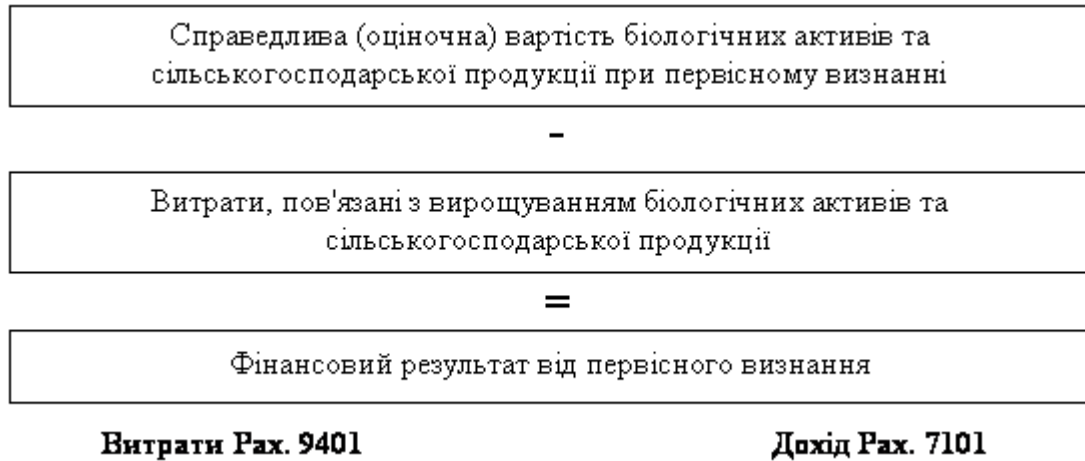 Справедлива (оціночна) вартість біологічних активів та
сільськогосподарської продукції при первісному визнанні
-
Витрати, пов'язані з вирощуванням біологічних активів та
сільськогосподарської продукції
=
Фінансовий результат від первісного визнання
Витрати Рах. 9401 Дохід Рах. 7101